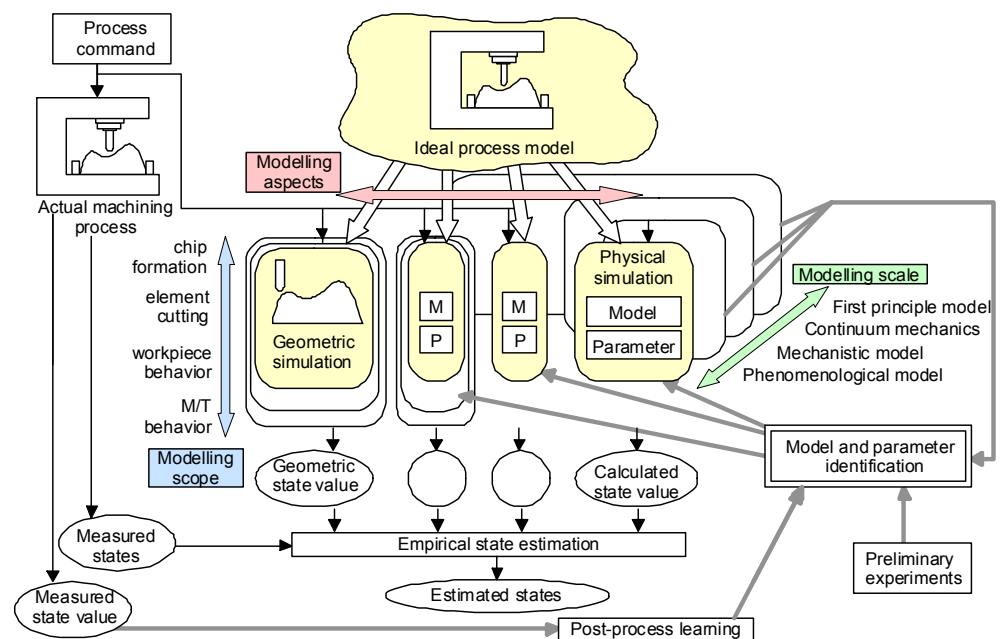 Process
command
Ideal process model
Modelling
aspects
Actual machining
process
chip
formation
element
cutting
workpiece
behavior
M/T
behavior
Modelling
scope
Geometric
simulation
M
P
M
P
Physical
simulation
Model
Parameter
Modelling scale
First principle model
Continuum mechanics
Mechanistic model
Phenomenological model
Geometric
state value
Calculated
state value
Model and parameter
identification
Measured
states
Empirical state estimation
Preliminary
experiments
Measured
state value
Estimated states
Post-process learning